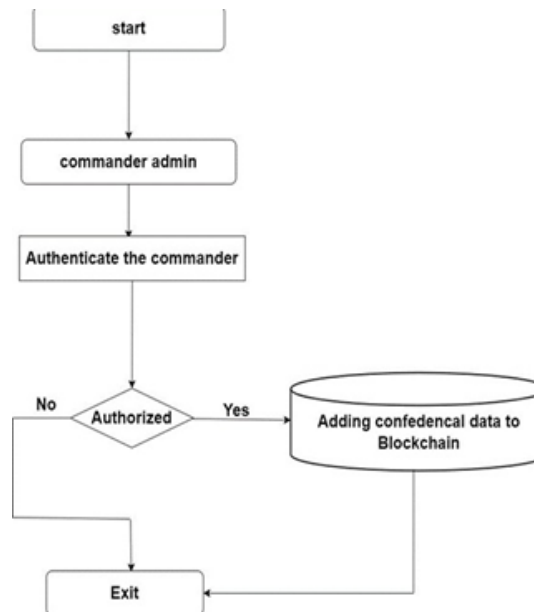 start
commander admin
Authenticate the commander
No
Authorized
Yes
Adding confedencal data to
Blockchain
Exit